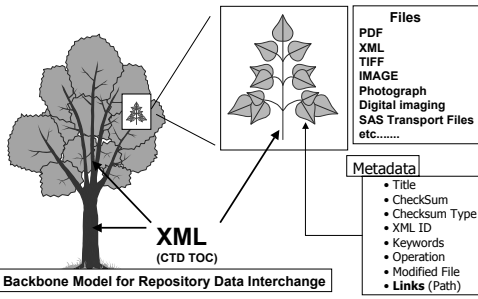 Files
PDF
XML
TIFF
IMAGE
Photograph
Digital imaging
SAS Transport Files
etc.......
Metadata
• Title
• CheckSum
• Checksum Type
• XML ID
• Keywords
• Operation
• Modified File
• Links (Path)
XML
(CTD TOC)
Backbone Model for Repository Data Interchange